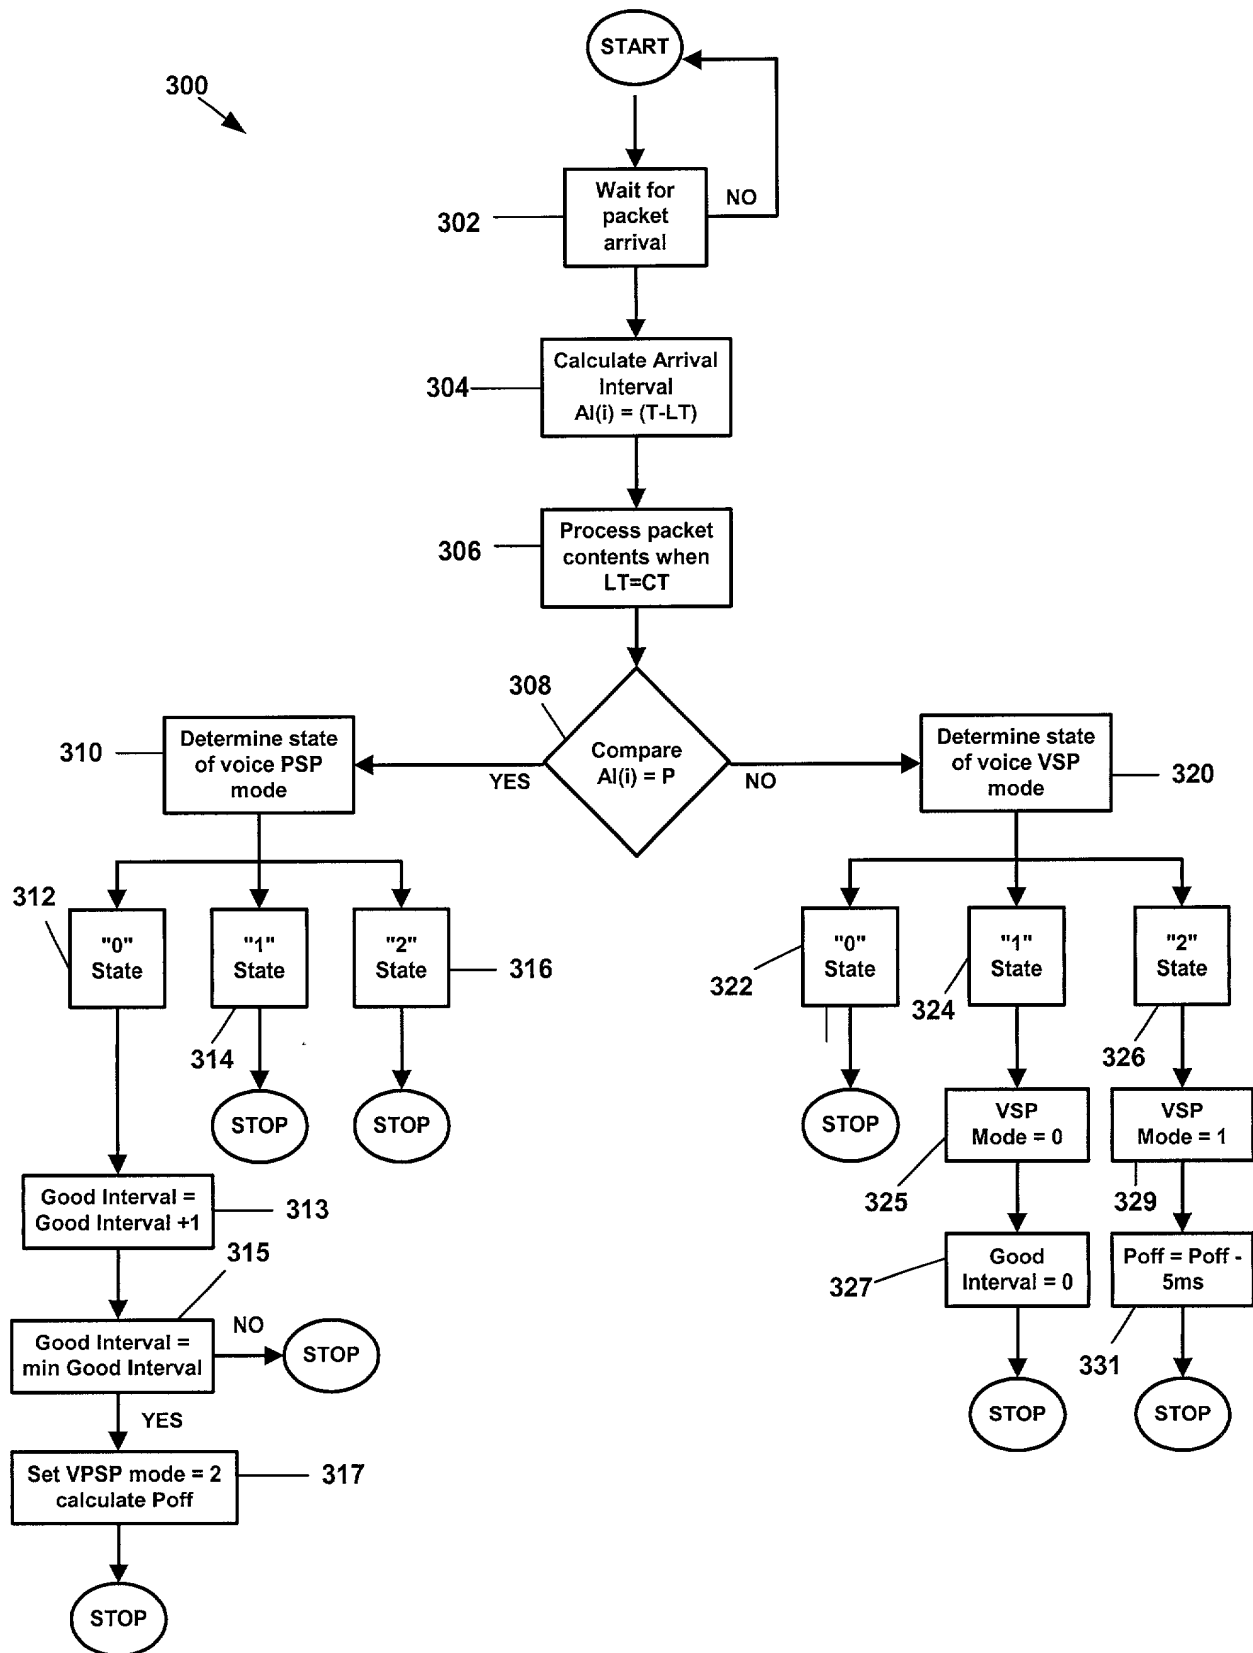 START
300
Wait for
packet
arrival
302
NO
Calculate Arrival
Interval
AI(i) = (T-LT)
304
Process packet
contents when
LT=CT
306
308
Compare
AI(i) = P
YES
NO
Determine state
of voice PSP
mode
310
Determine state
of voice VSP
mode
320
312
"0"
State
"1"
State
"2"
State
316
314
STOP
STOP
322
"0"
State
324
"1"
State
"2"
State
326
STOP
VSP
Mode = 0
325
VSP
Mode = 1
329
Good Interval =
Good Interval +1
313
315
Good
Interval = 0
327
Poff = Poff -
5ms
331
Good Interval =
min Good Interval
NO
STOP
YES
STOP
STOP
Set VPSP mode = 2
calculate Poff
317
STOP